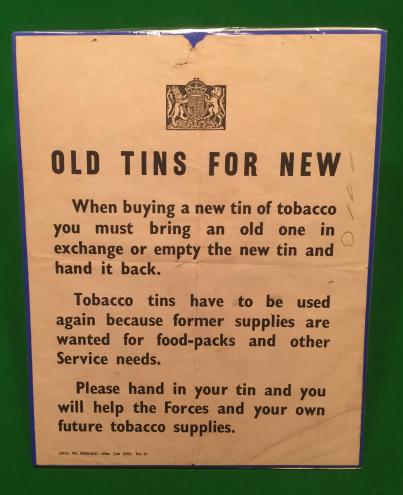 OLD TINS FOR NEW
When buying a new tin of tobacco
you must bring an old one in
exchange or empty the new tin and
hand it back.
Tobacco tins have to be used
again because former supplies are
wanted for food-packs and other
Service needs.
Please hand in your tin and you
will help the Forces and your own
future tobacco supplies.